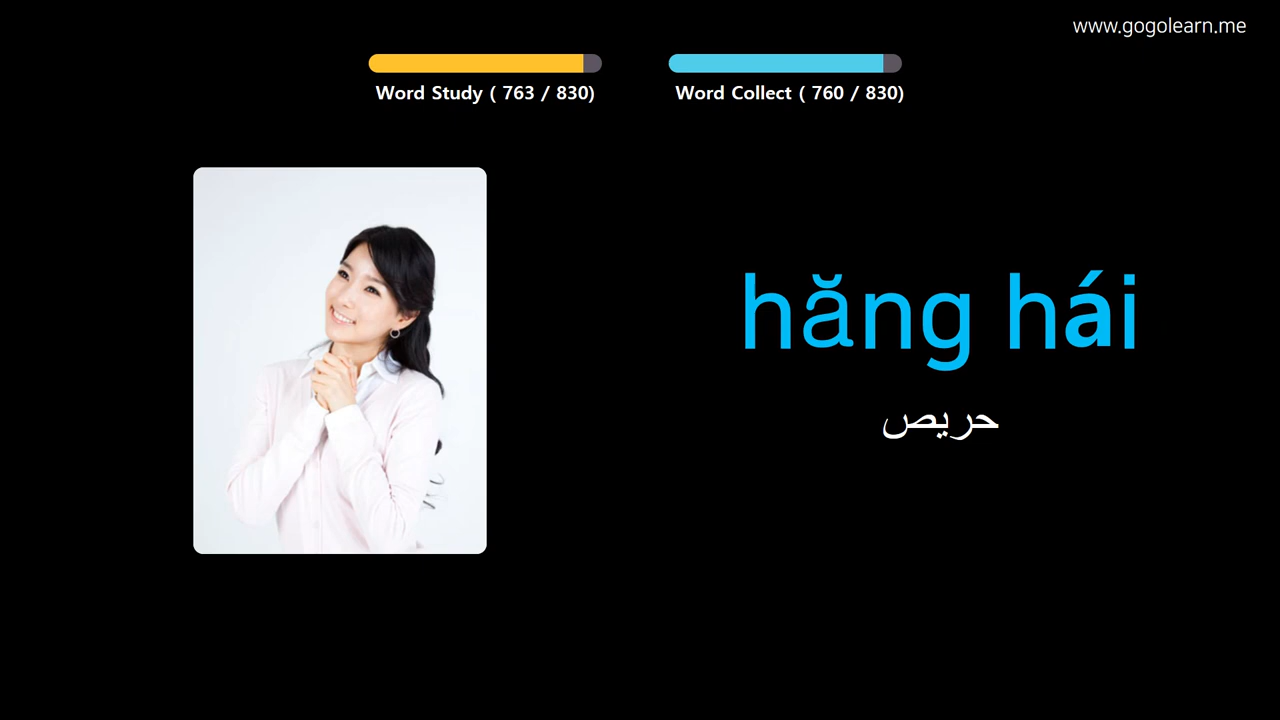 www.gogolearn.me
Word Study ( 763 / 830)
Word Collect ( 760 / 830)
hăng hái
حريص